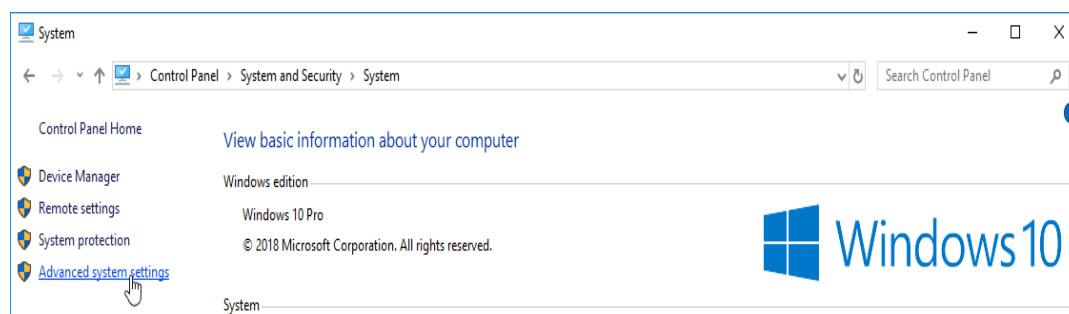 System
Control Panel › System and Security › System
Search Control Panel
Control Panel Home
View basic information about your computer
Device Manager
Windows edition
Remote settings
Windows 10 Pro
System protection
© 2018 Microsoft Corporation. All rights reserved.
Windows 10
Advanced system settings
System